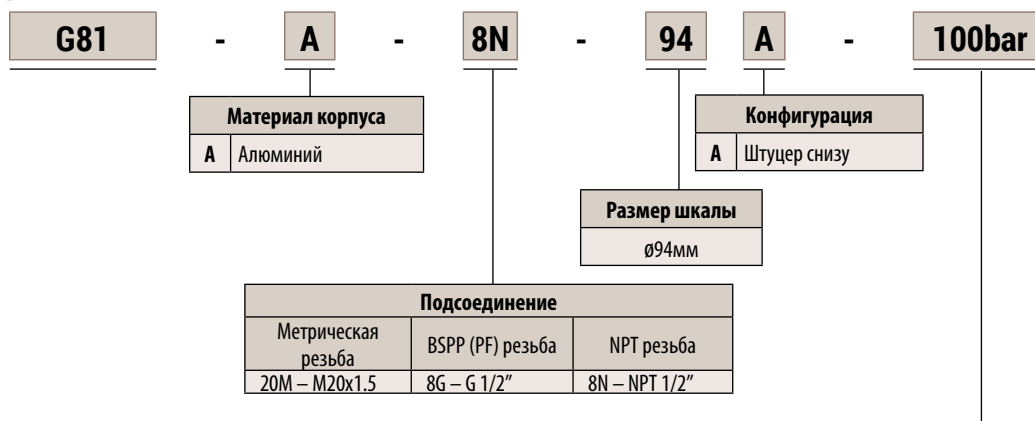 G81 - A - 8N - 94 A - 100bar
Материал корпуса
A Алюминий
Конфигурация
A Штуцер снизу
Размер шкалы
ø94мм
Подсоединение
Метрическая резьба
BSPP (PF) резьба
NPT резьба
20M – M20x1.5
8G – G 1/2”
8N – NPT 1/2”